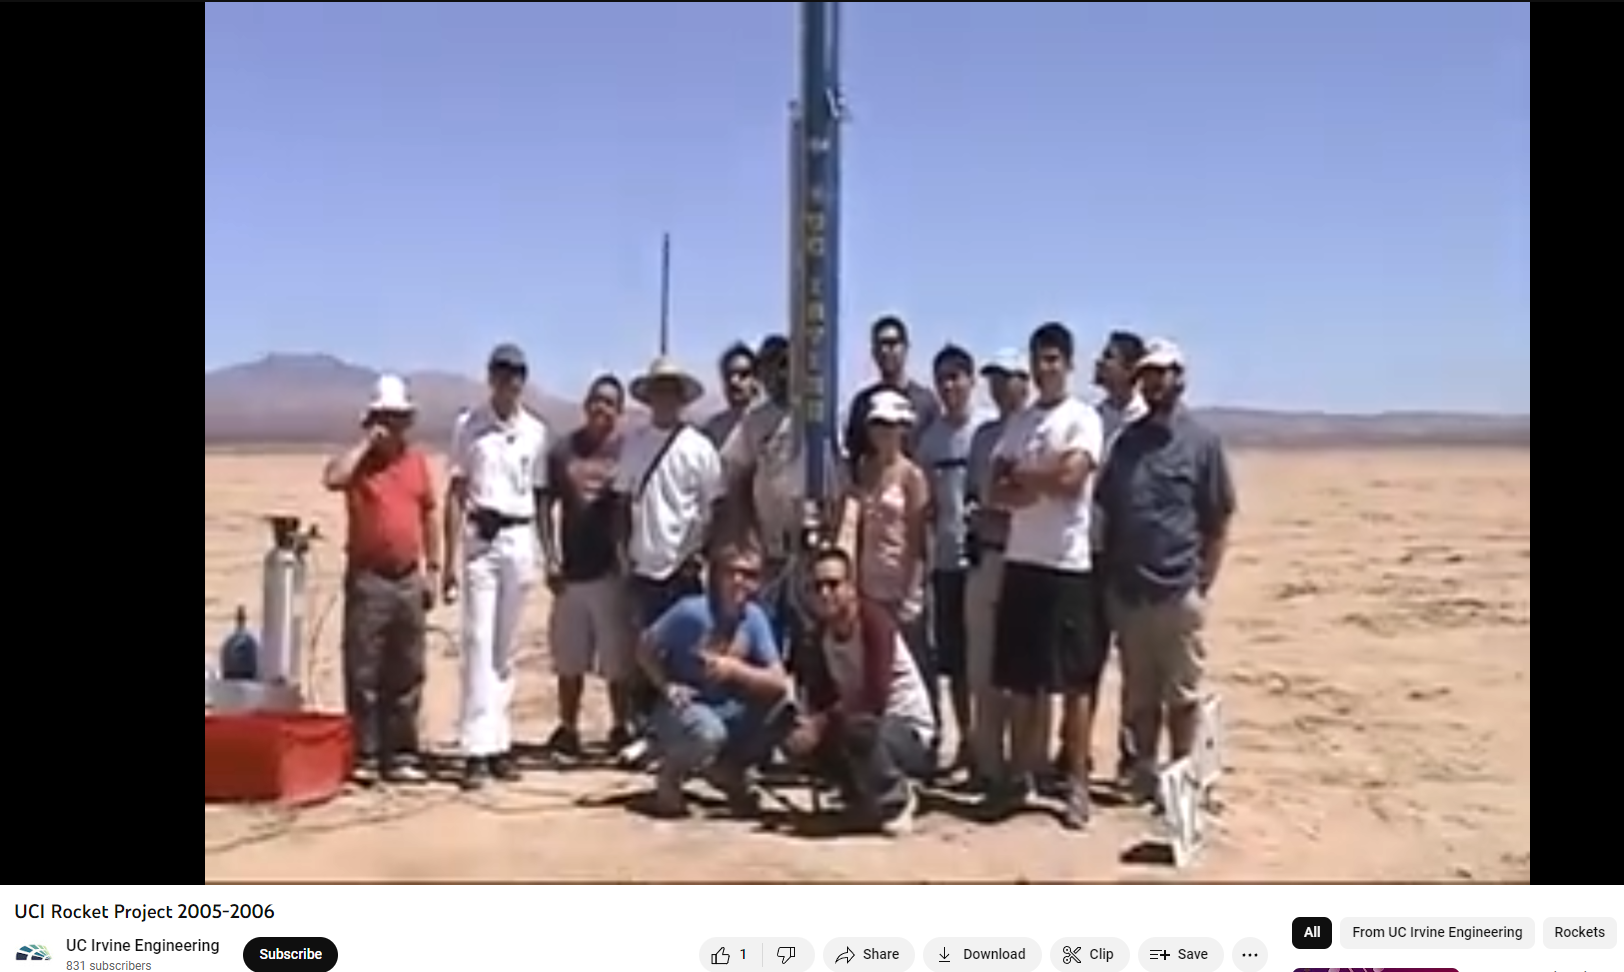 UCI Rocket Project 2005-2006
UC Irvine Engineering
831 subscribers
Subscribe
1
Share
Download
Clip
Save
All
From UC Irvine Engineering
Rockets